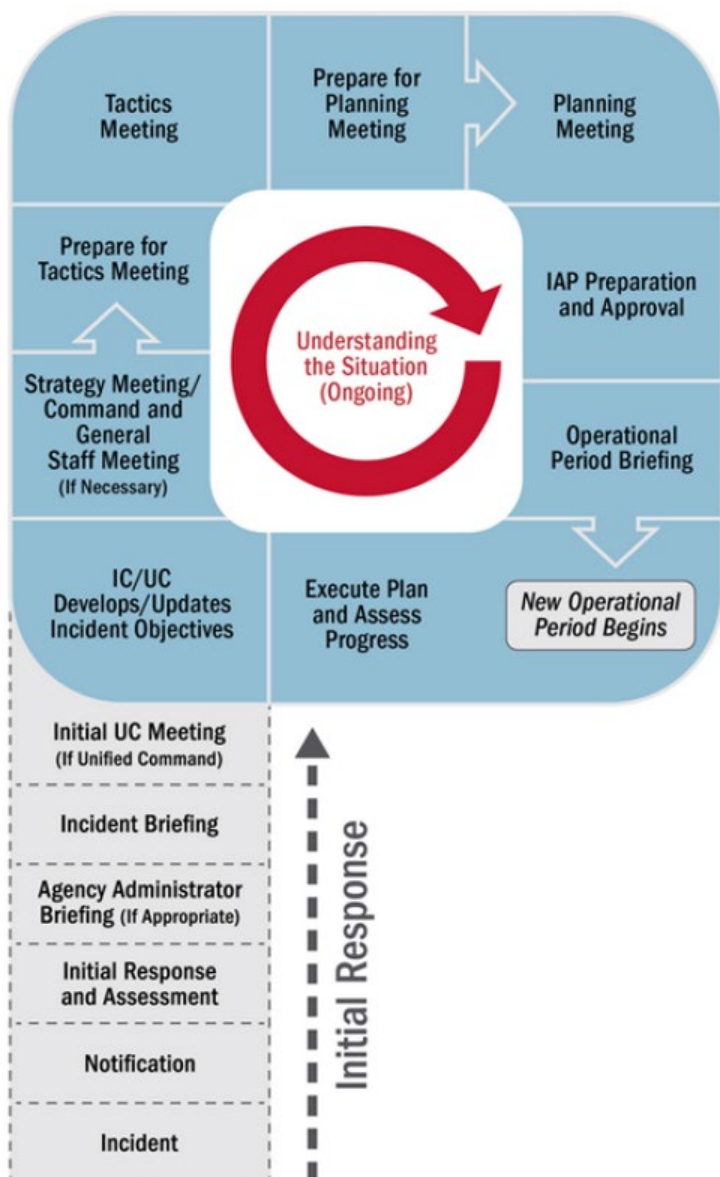 Tactics
Meeting
Prepare for
Planning
Meeting
Planning
Meeting
Prepare for
Tactics Meeting
Understanding
the Situation
(Ongoing)
IAP Preparation
and Approval
Strategy Meeting/
Command and
General
Staff Meeting
(If Necessary)
Operational
Period Briefing
IC/UC
Develops/Updates
Incident Objectives
Execute Plan
and Assess
Progress
New Operational
Period Begins
Initial UC Meeting
(If Unified Command)
Incident Briefing
Agency Administrator
Briefing (If Appropriate)
Initial Response
and Assessment
Notification
Incident
Initial Response